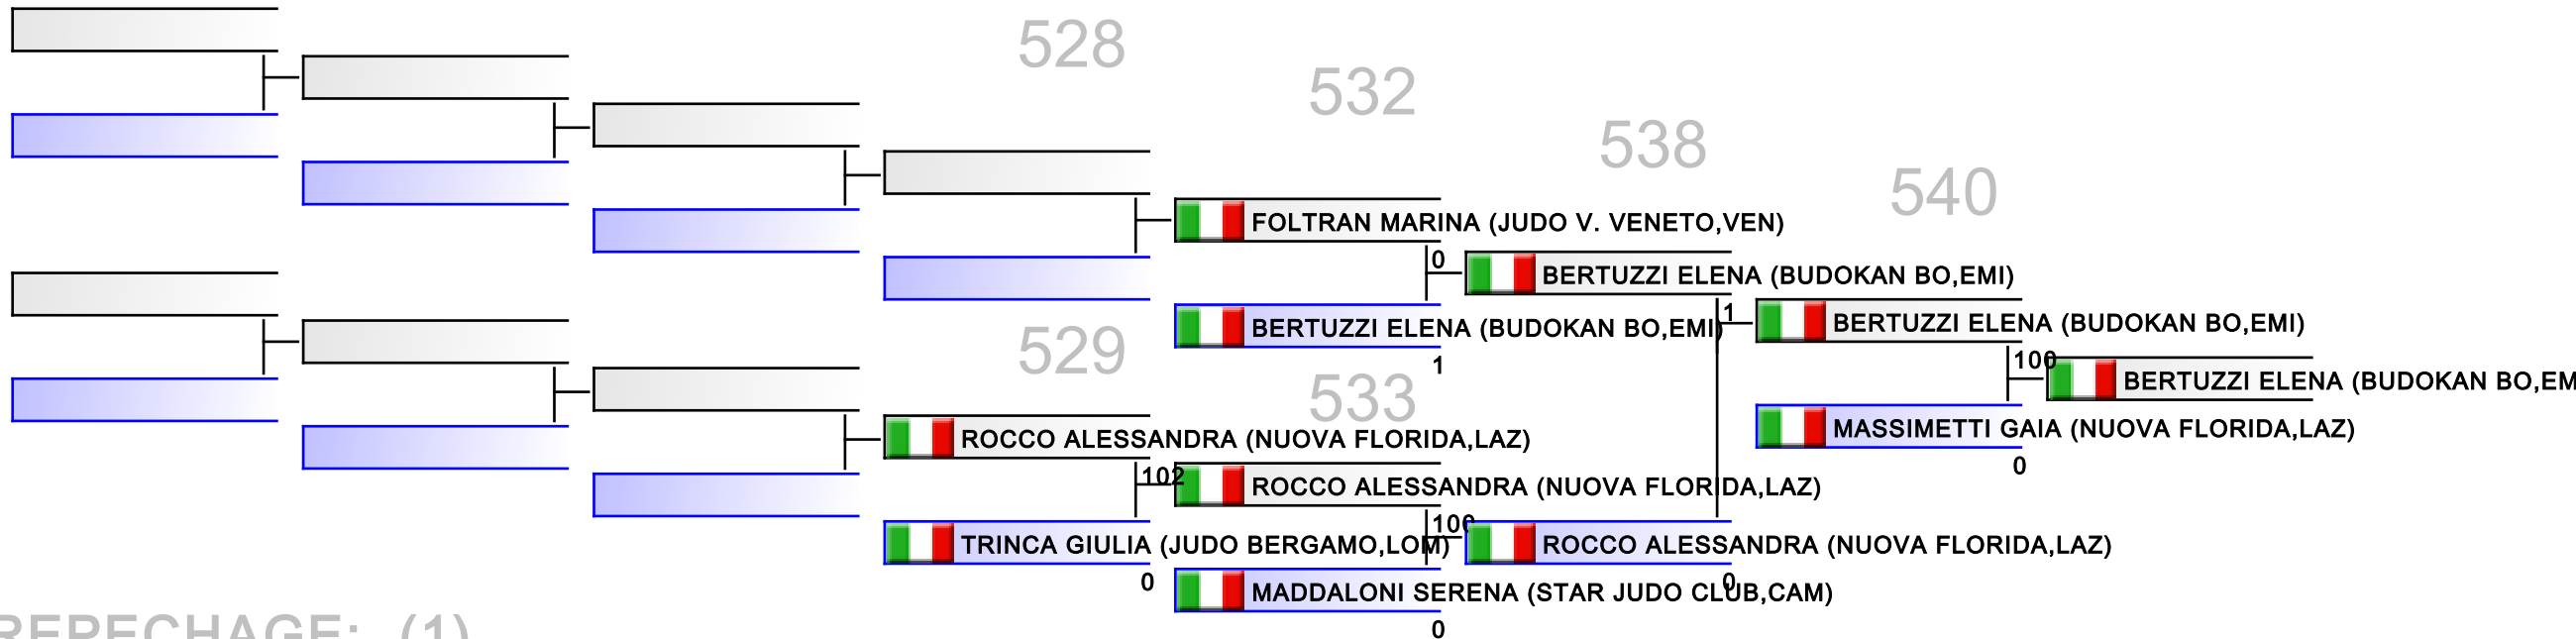 528
532
538
540
FOLTRAN MARINA (JUDO V. VENETO,VEN)
0
BERTUZZI ELENA (BUDOKAN BO,EMI)
1
BERTUZZI ELENA (BUDOKAN BO,EMI)
BERTUZZI ELENA (BUDOKAN BO,EMI)
529
1
100
533
BERTUZZI ELENA (BUDOKAN BO,EM
MASSIMETTI GAIA (NUOVA FLORIDA,LAZ)
0
ROCCO ALESSANDRA (NUOVA FLORIDA,LAZ)
102
ROCCO ALESSANDRA (NUOVA FLORIDA,LAZ)
100
TRINCA GIULIA (JUDO BERGAMO,LOM)
ROCCO ALESSANDRA (NUOVA FLORIDA,LAZ)
0
0
MADDALONI SERENA (STAR JUDO CLUB,CAM)
0
REPECHAGE: (1)